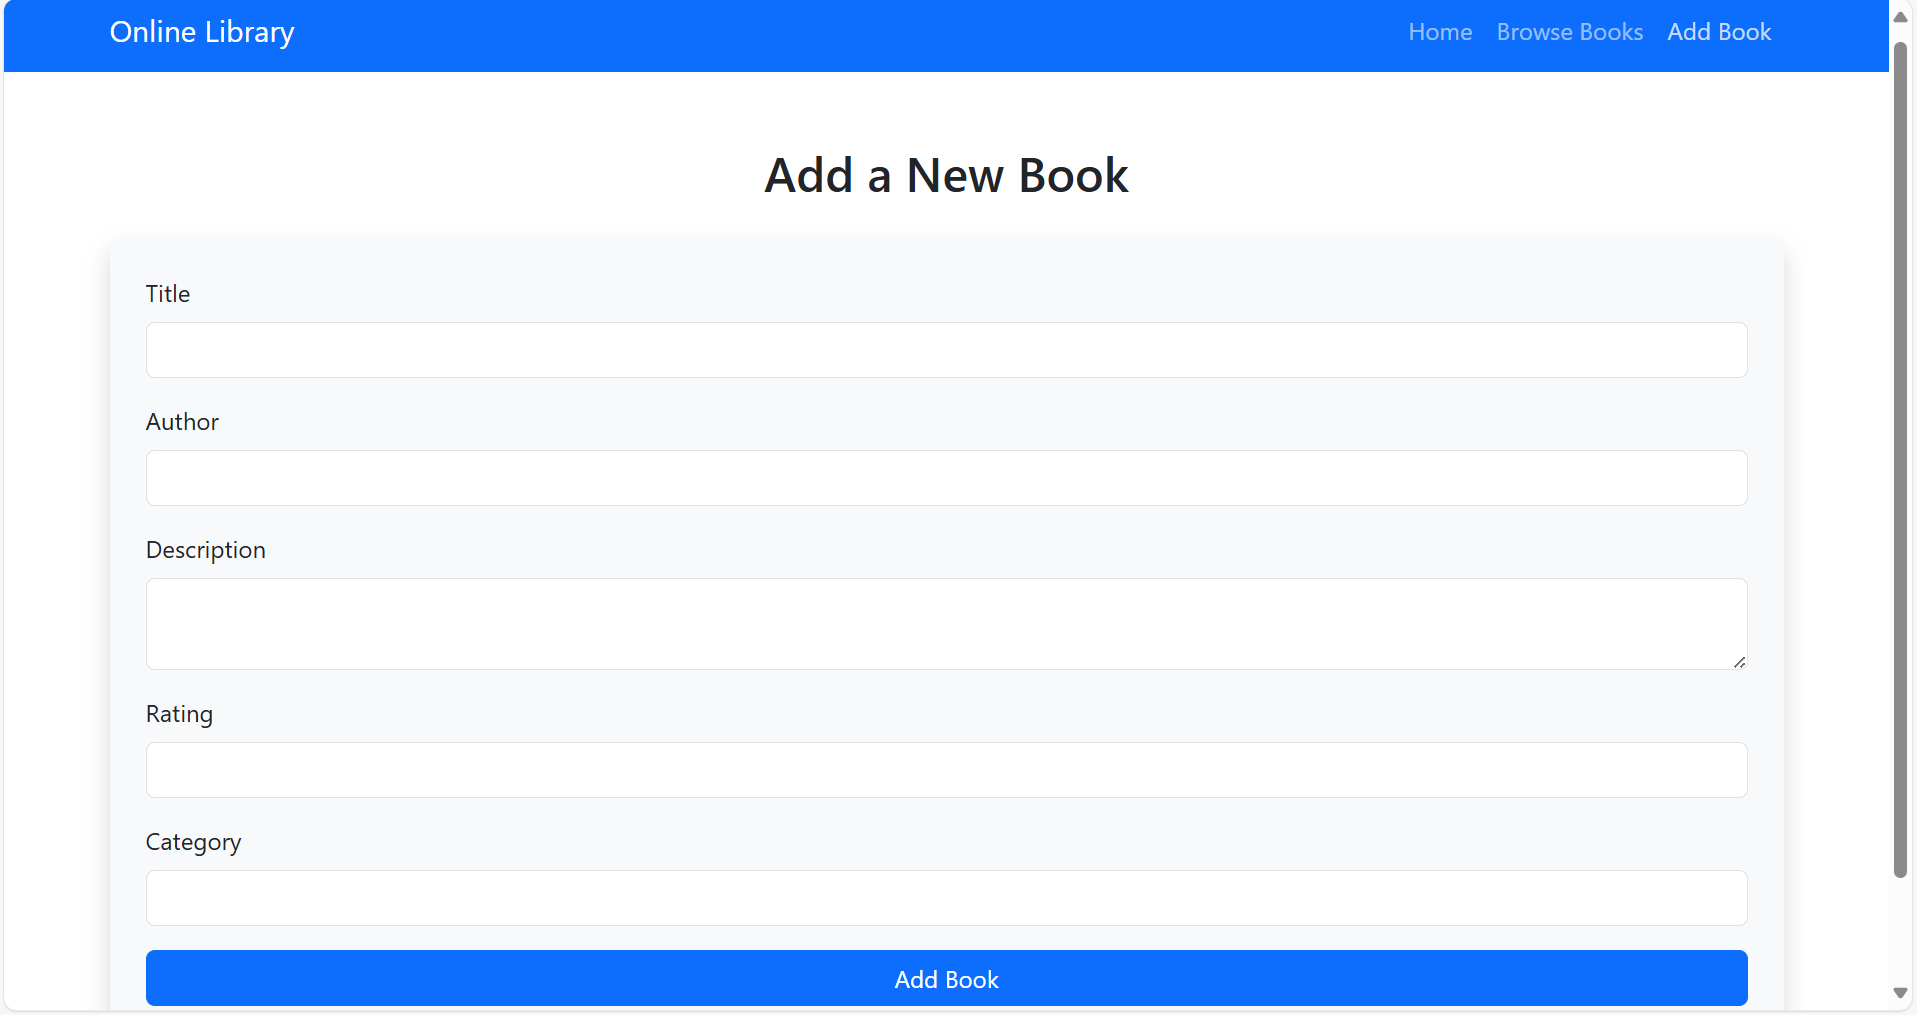 Online Library
Home Browse Books Add Book
Add a New Book
Title
Author
Description
Rating
Category
Add Book